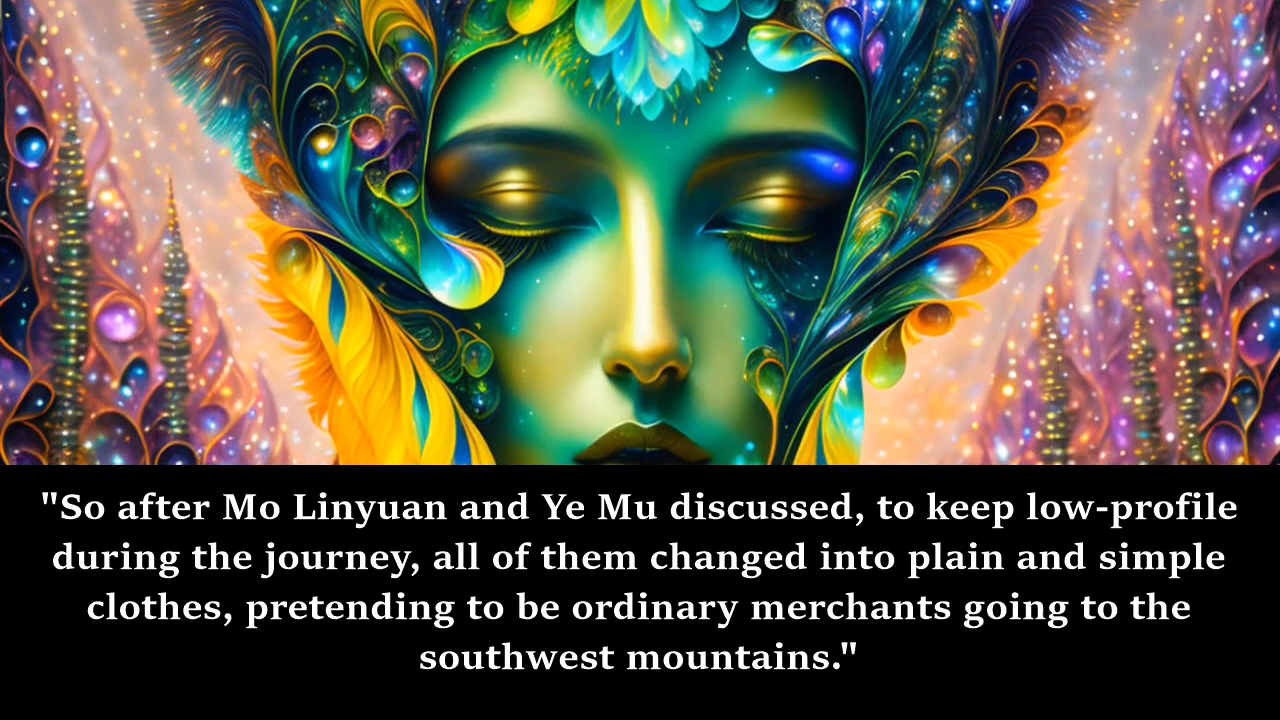 "So after Mo Linyuan and Ye Mu discussed, to keep low-profile
during the journey, all of them changed into plain and simple
clothes, pretending to be ordinary merchants going to the
southwest mountains."